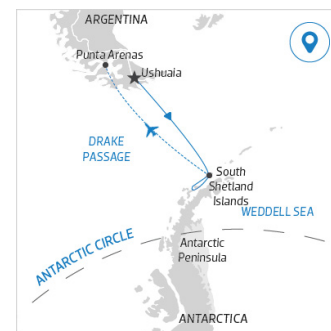 ARGENTINA
Punta Arenas
Ushuaia
DRAKE
PASSAGE
South
Shetland
Islands
WEDDELL SEA
ANTARCTIC CIRCLE
Antarctic
Peninsula
ANTARCTICA